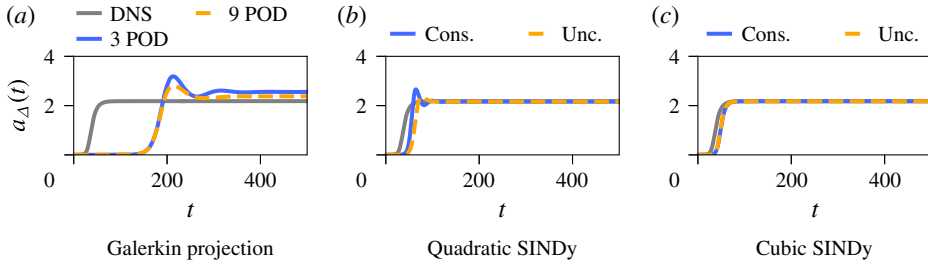 (a) DNS 9 POD
3 POD
(b) Cons. Unc.
(c) Cons. Unc.
a_Δ(t)
4
2
0 200 400
t
Galerkin projection
4
2
0 200 400
t
Quadratic SINDy
4
2
0 200 400
t
Cubic SINDy